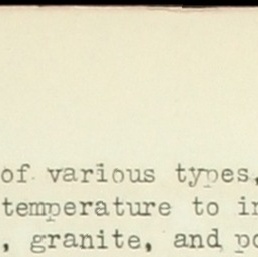 of various types,
temperature to in
, granite, and po